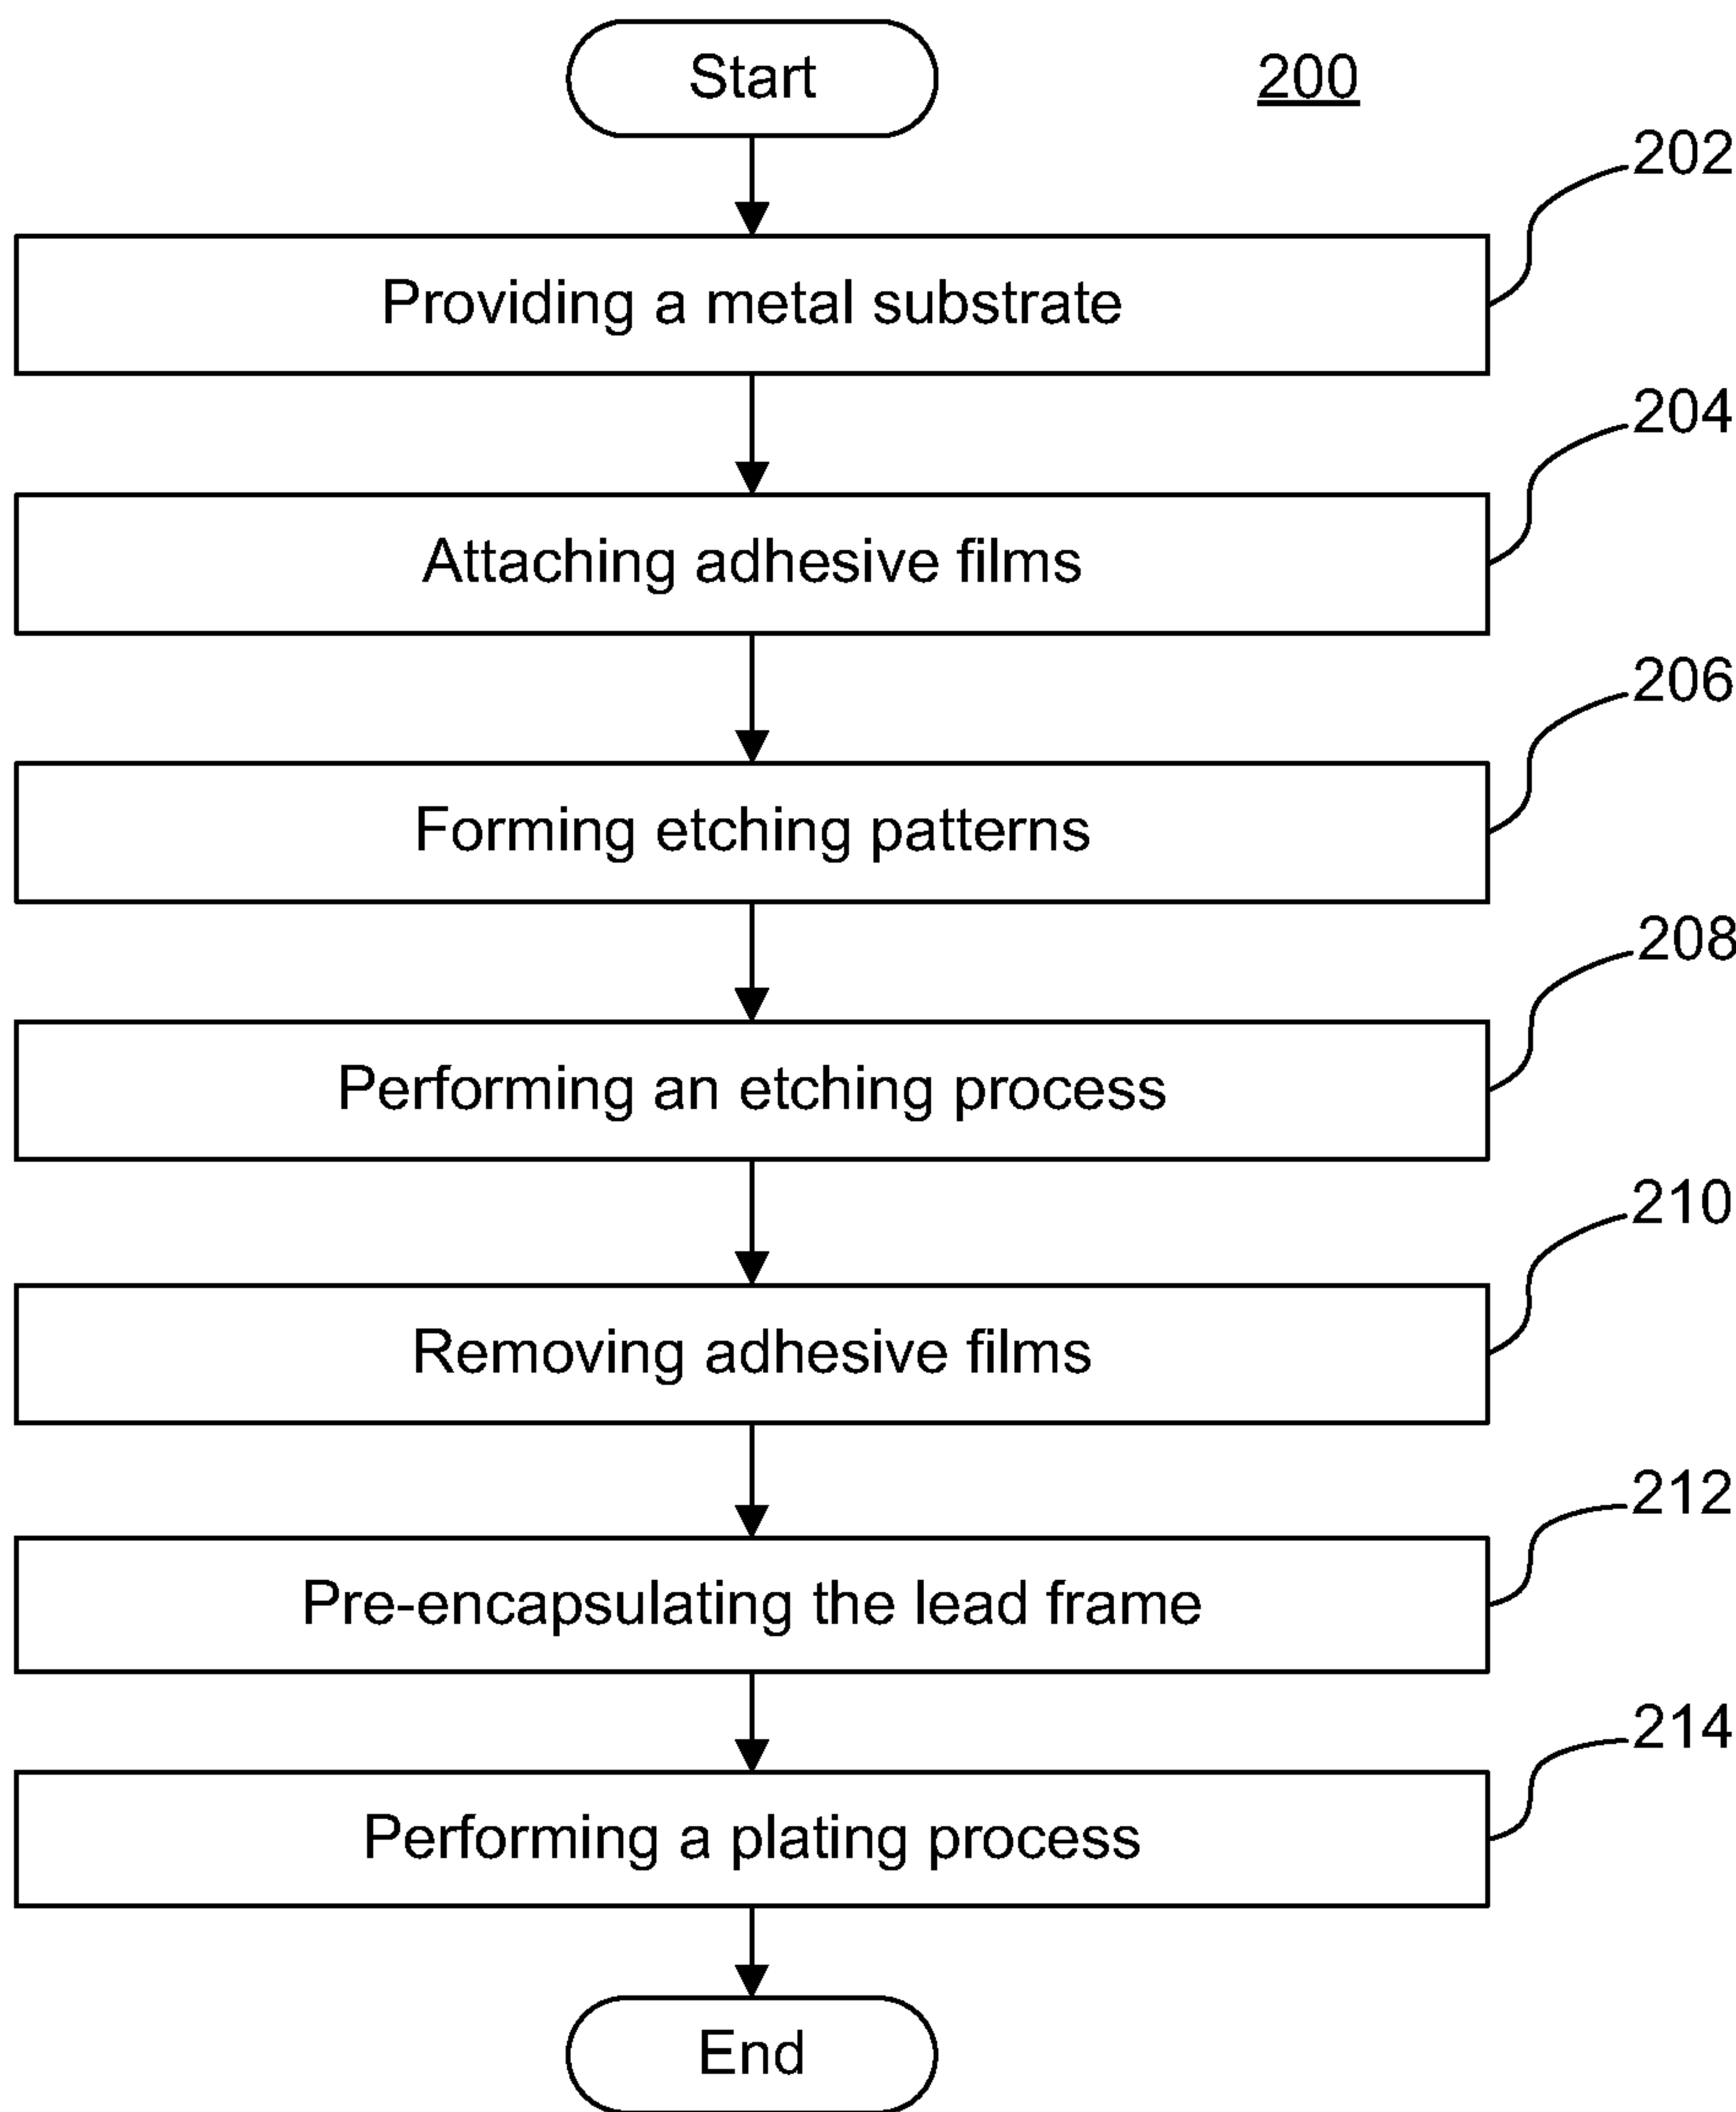 Start
200
202
Providing a metal substrate
204
Attaching adhesive films
206
Forming etching patterns
208
Performing an etching process
210
Removing adhesive films
212
Pre-encapsulating the lead frame
214
Performing a plating process
End